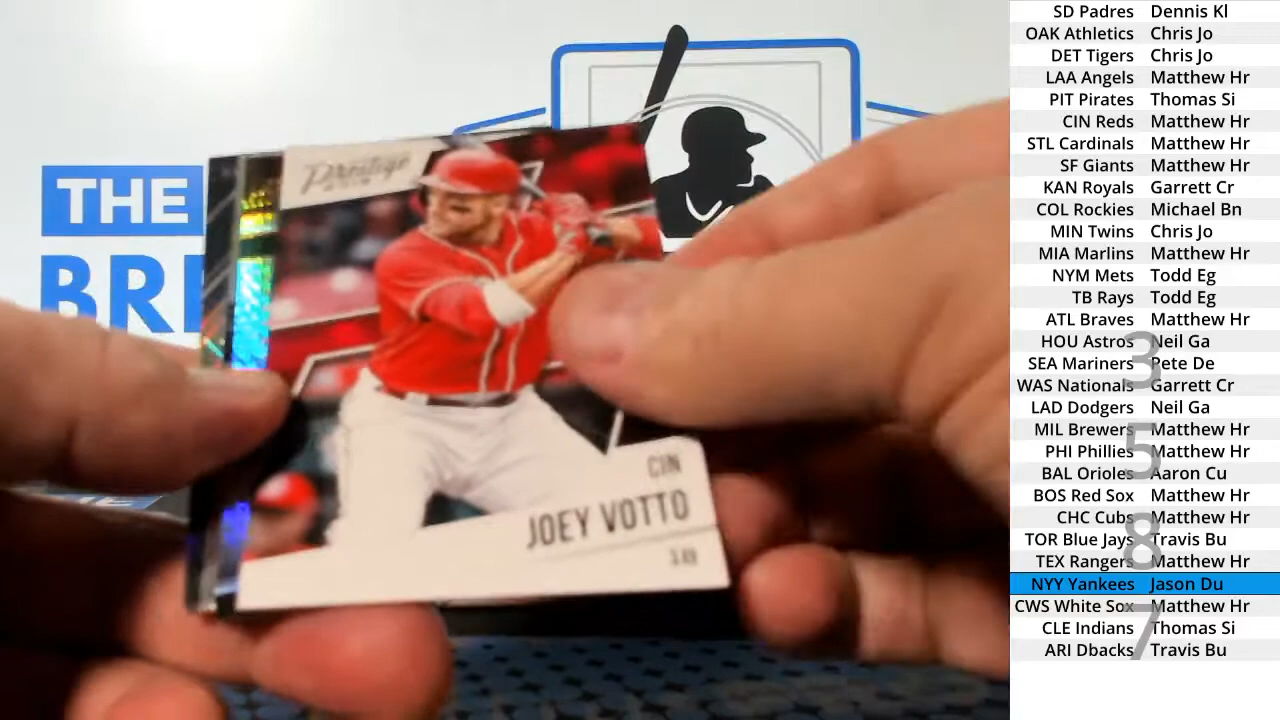 THE
BRE
Prestige
CIN
JOEY VOTTO
1B
SD Padres Dennis Kl
OAK Athletics Chris Jo
DET Tigers Chris Jo
LAA Angels Matthew Hr
PIT Pirates Thomas Si
CIN Reds Matthew Hr
STL Cardinals Matthew Hr
SF Giants Matthew Hr
KAN Royals Garrett Cr
COL Rockies Michael Bn
MIN Twins Chris Jo
MIA Marlins Matthew Hr
NYM Mets Todd Eg
TB Rays Todd Eg
ATL Braves Matthew Hr
HOU Astros Neil Ga
SEA Mariners Pete De
WAS Nationals Garrett Cr
LAD Dodgers Neil Ga
MIL Brewers Matthew Hr
PHI Phillies Matthew Hr
BAL Orioles Aaron Cu
BOS Red Sox Matthew Hr
CHC Cubs Matthew Hr
TOR Blue Jays Travis Bu
TEX Rangers Matthew Hr
NYY Yankees Jason Du
CWS White Sox Matthew Hr
CLE Indians Thomas Si
ARI Dbacks Travis Bu
3
5
8
7